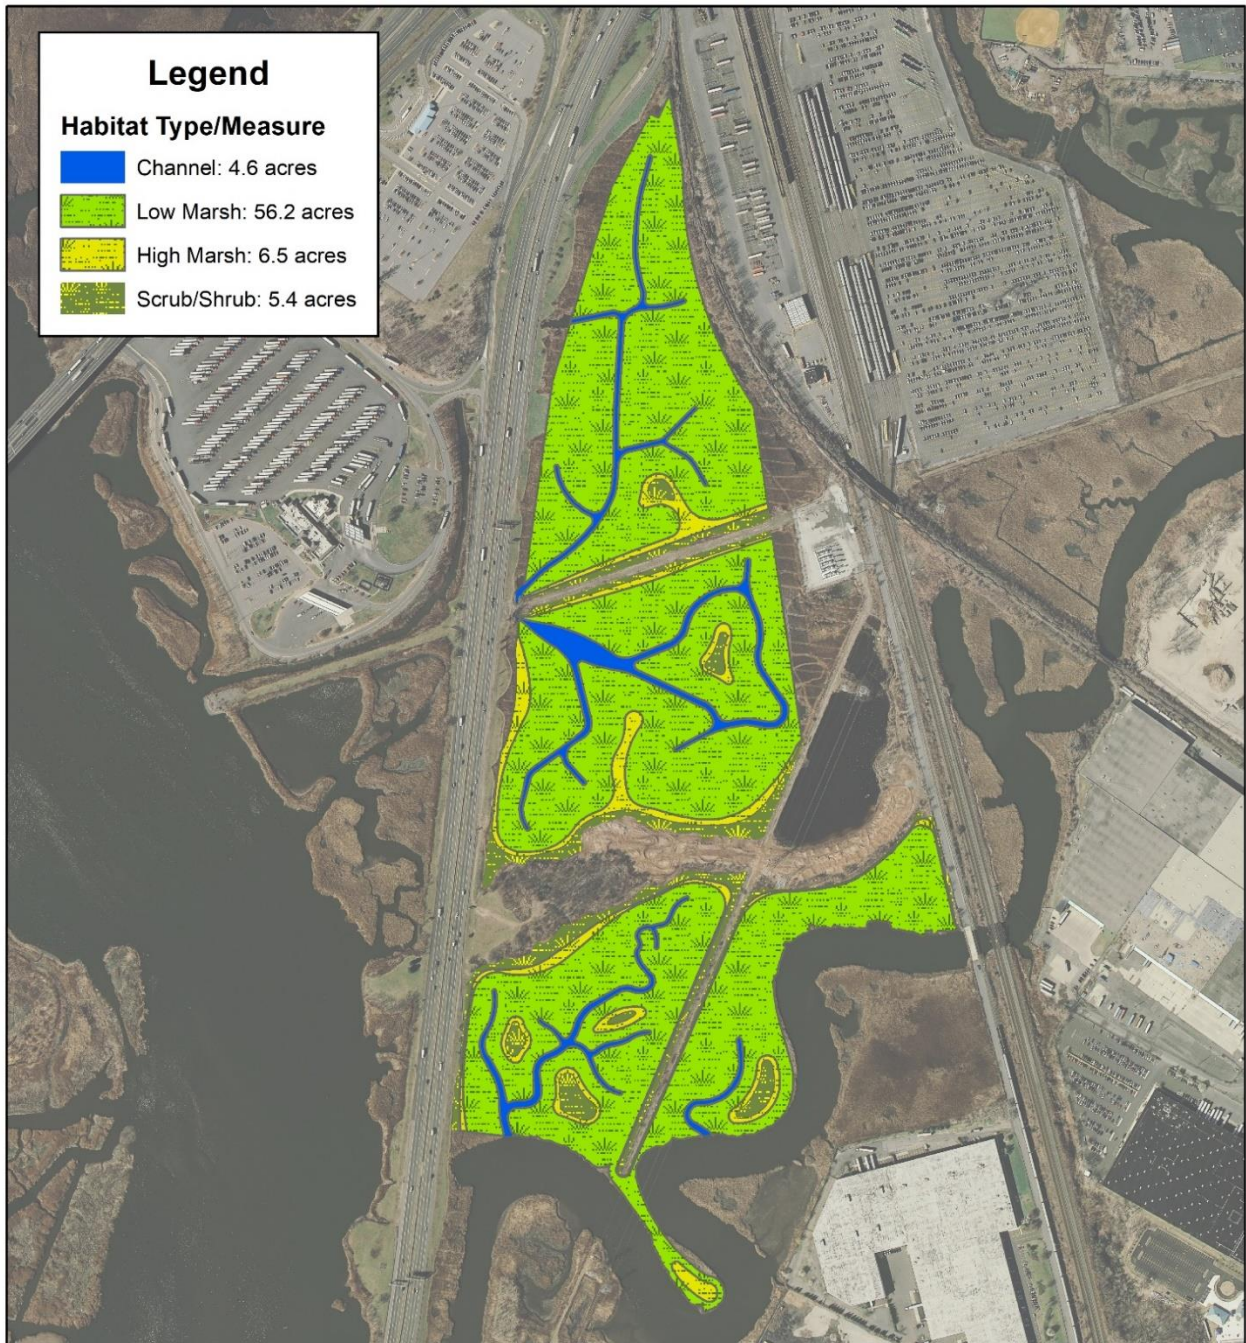 Legend
Habitat Type/Measure
Channel: 4.6 acres
Low Marsh: 56.2 acres
High Marsh: 6.5 acres
Scrub/Shrub: 5.4 acres